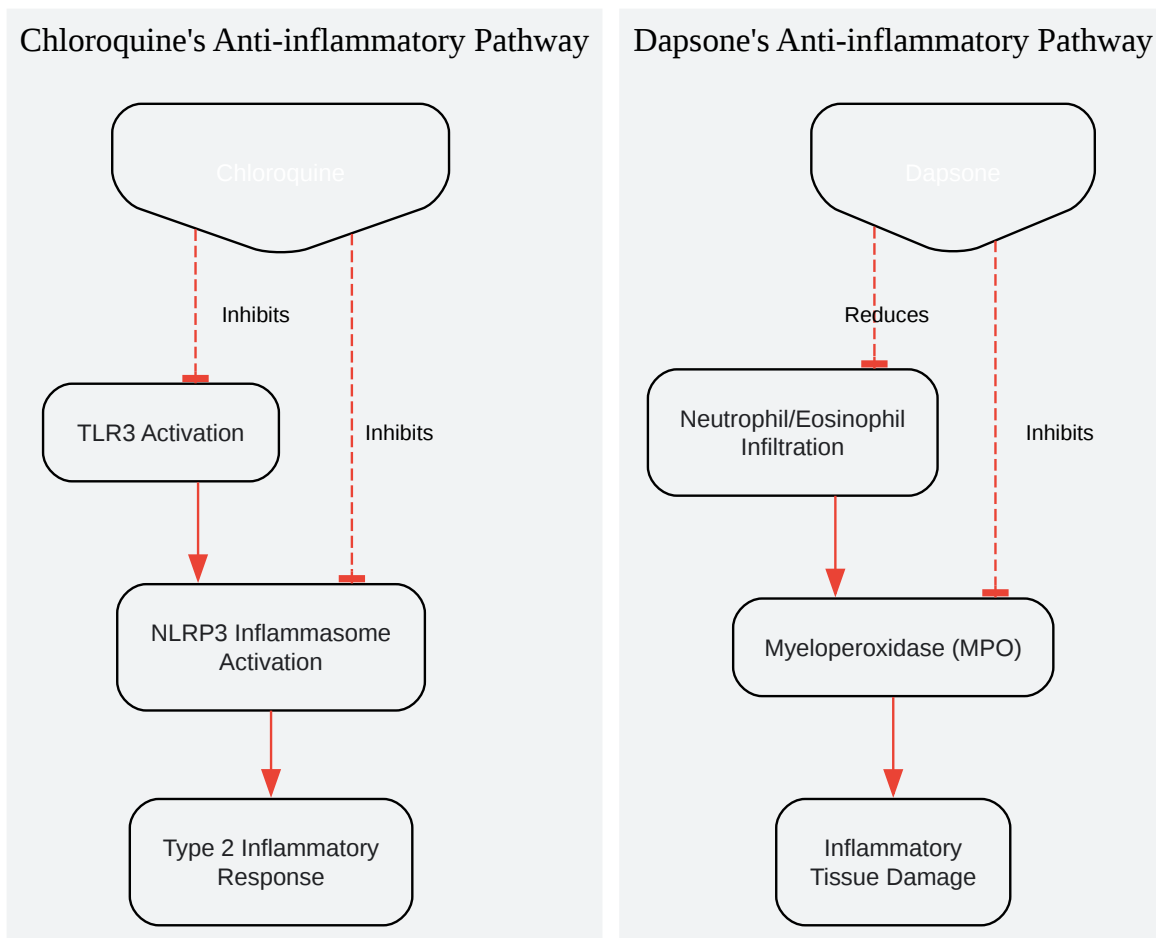 Chloroquine's Anti-inflammatory Pathway
Chloroquine
Inhibits
TLR3 Activation
Inhibits
NLRP3 Inflammasome
Activation
Type 2 Inflammatory
Response
Dapsone's Anti-inflammatory Pathway
Dapsone
Reduces
Neutrophil/Eosinophil
Infiltration
Inhibits
Myeloperoxidase (MPO)
Inflammatory
Tissue Damage